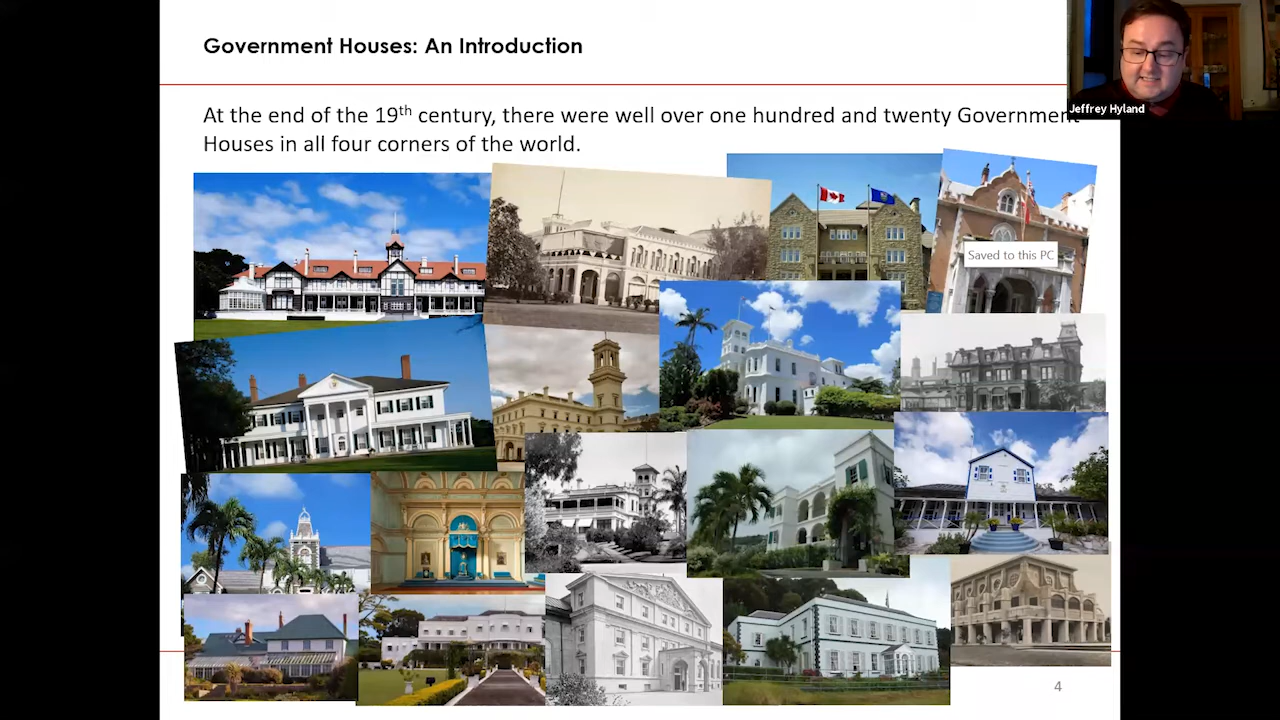 Government Houses: An Introduction
Jeffrey Hyland
At the end of the 19th century, there were well over one hundred and twenty Government
Houses in all four corners of the world.
Saved to this PC
4